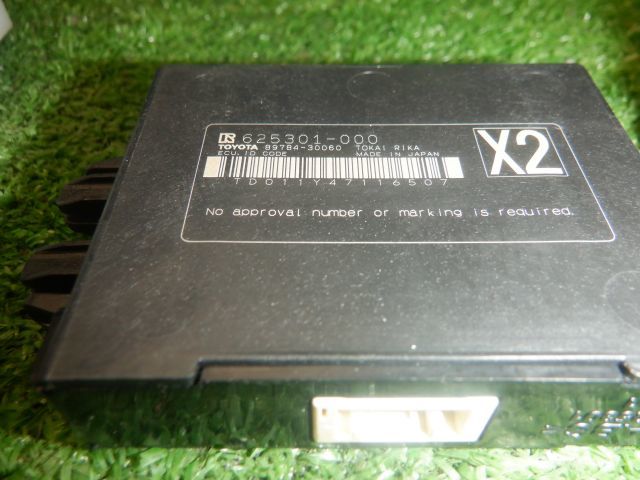 625301-000
TOYOTA 89784-30060 TOKAI RIKA
ECU, ID CODE MADE IN JAPAN
X2
TD011Y47116507
No approval number or marking is required.